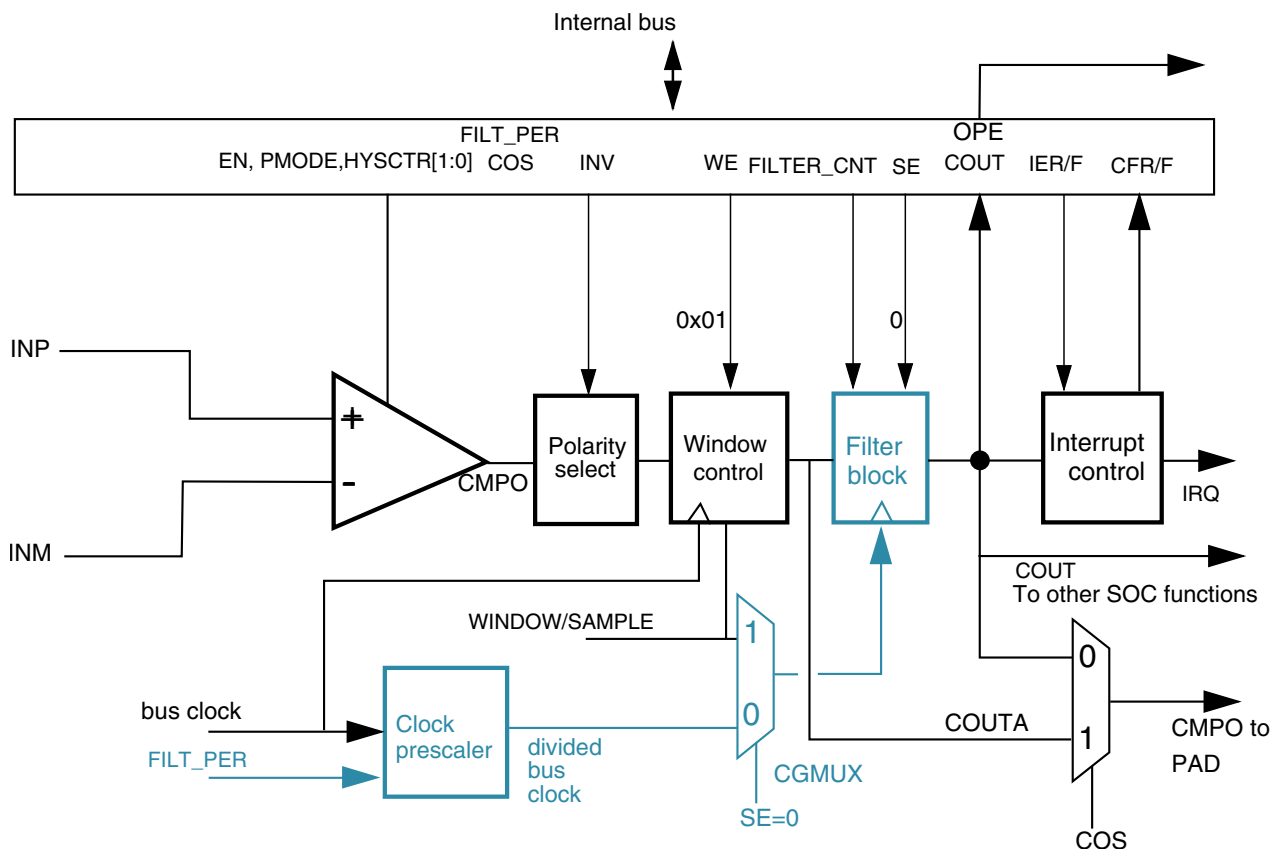 Internal bus
FILT_PER
OPE
EN, PMODE,HYSCTR[1:0]
COS
INV
WE
FILTER_CNT
SE
COUT
IER/F
CFR/F
0x01
0
INP
+
-
INM
CMPO
Polarity
select
Window
control
Filter
block
Interrupt
control
IRQ
COUT
To other SOC functions
WINDOW/SAMPLE
1
0
bus clock
FILT_PER
Clock
prescaler
divided
bus
clock
CGMUX
SE=0
COUTA
0
1
CMPO to
PAD
COS